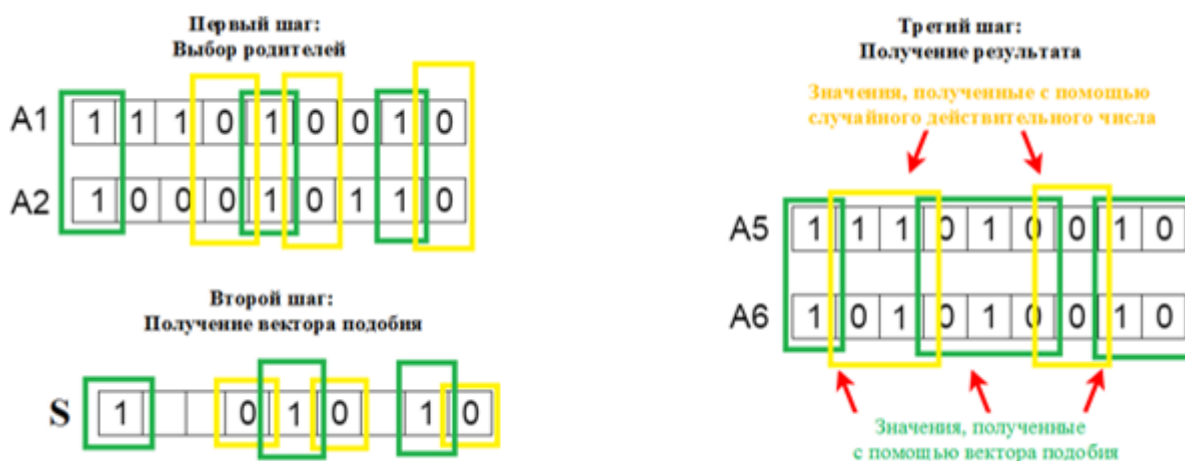 Первый шаг:
Выбор родителей
A1 1 1 1 0 1 0 0 1 0
A2 1 0 0 0 1 0 1 1 0
Второй шаг:
Получение вектора подобия
S 1 0 1 0 1 0
Третий шаг:
Получение результата
Значения, полученные с помощью
случайного действительного числа
A5 1 1 1 0 1 0 0 1 0
A6 1 0 1 0 1 0 0 1 0
Значения, полученные
с помощью вектора подобия